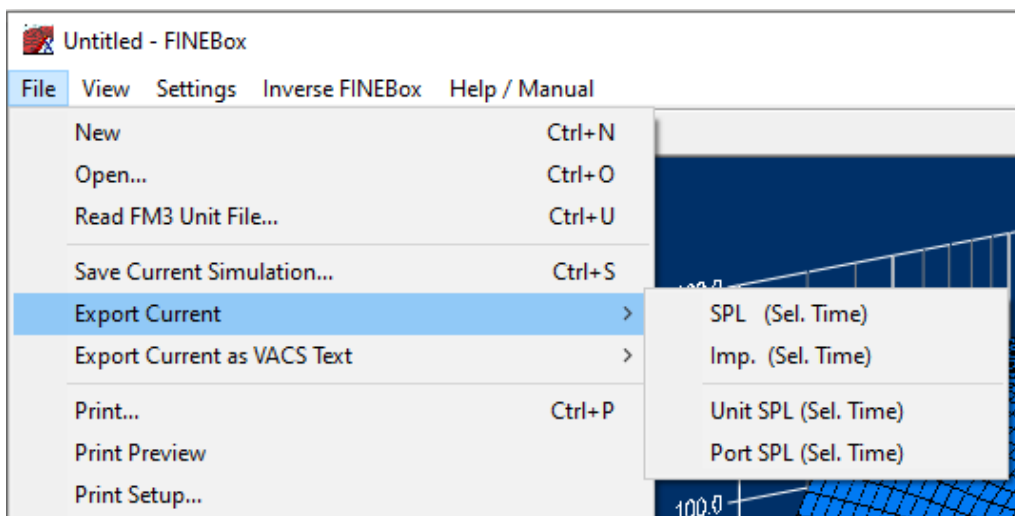 Untitled - FINEBox
File View Settings Inverse FINEBox Help / Manual
New Ctrl+N
Open... Ctrl+O
Read FM3 Unit File... Ctrl+U
Save Current Simulation... Ctrl+S
Export Current
Export Current as VACS Text
Print... Ctrl+P
Print Preview
Print Setup...
SPL (Sel. Time)
Imp. (Sel. Time)
Unit SPL (Sel. Time)
Port SPL (Sel. Time)
100.0